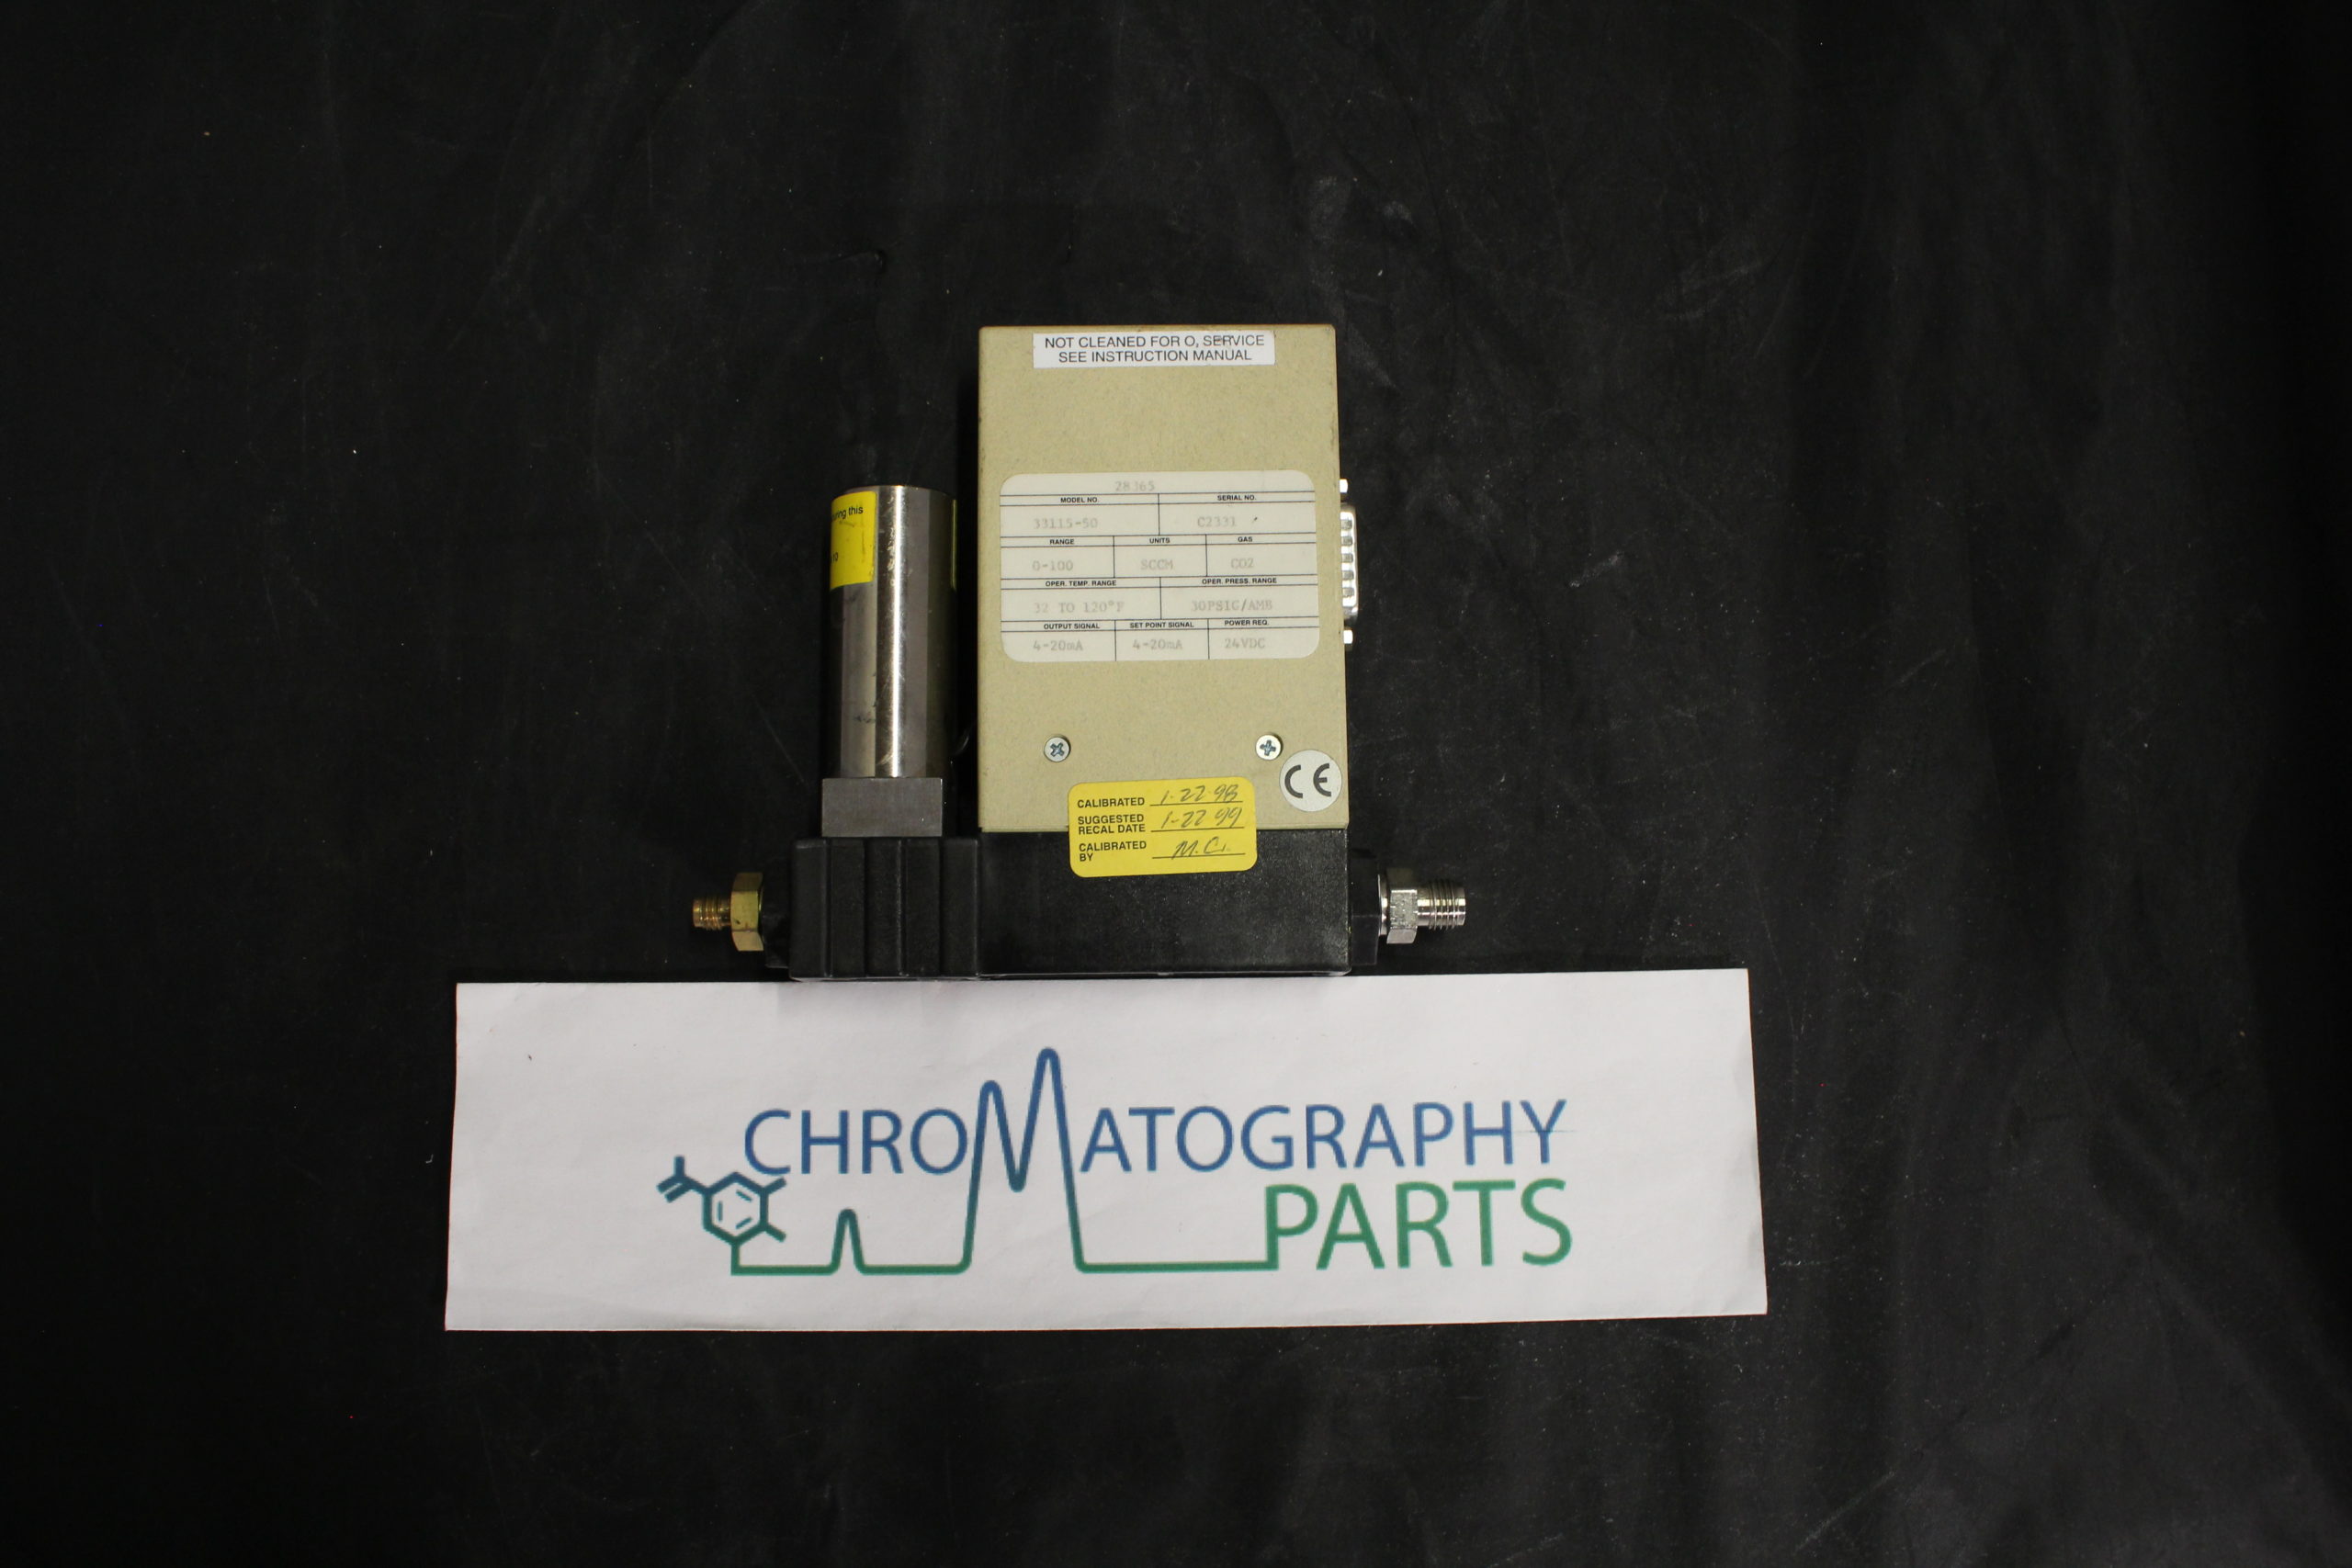 NOT CLEANED FOR O2 SERVICE
SEE INSTRUCTION MANUAL
28365
MODEL NO. SERIAL NO.
33115-50 C2331
RANGE UNITS GAS
0-100 SCCM CO2
OPER. TEMP. RANGE OPER. PRESS. RANGE
32 TO 120°F 30PSIG/AMB
OUTPUT SIGNAL SET POINT SIGNAL POWER REQ.
4-20mA 4-20mA 24VDC
during this
CE
CALIBRATED 1-22-98
SUGGESTED
RECAL DATE 1-22-99
CALIBRATED
BY M.C.
CHROMATOGRAPHY
PARTS